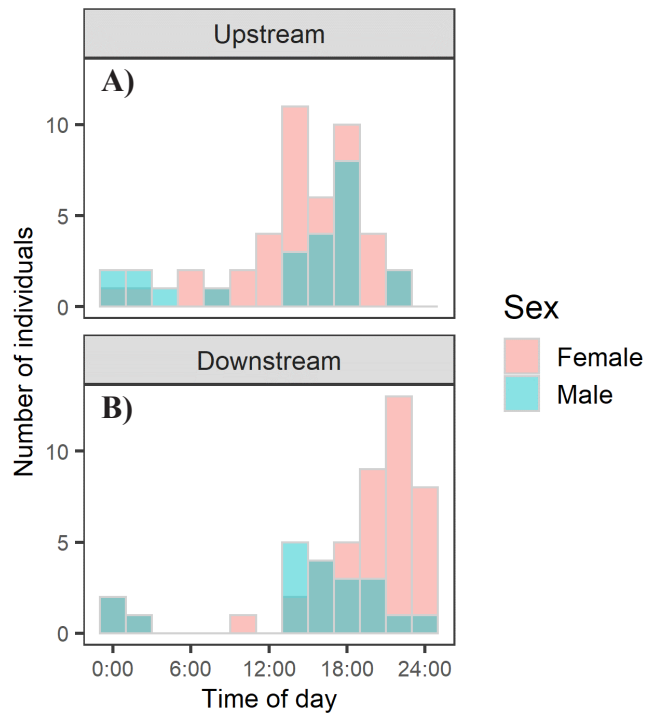 Upstream
A)
10
5
0
Downstream
B)
10
5
0
0:00 6:00 12:00 18:00 24:00
Time of day
Number of individuals
Sex
Female
Male